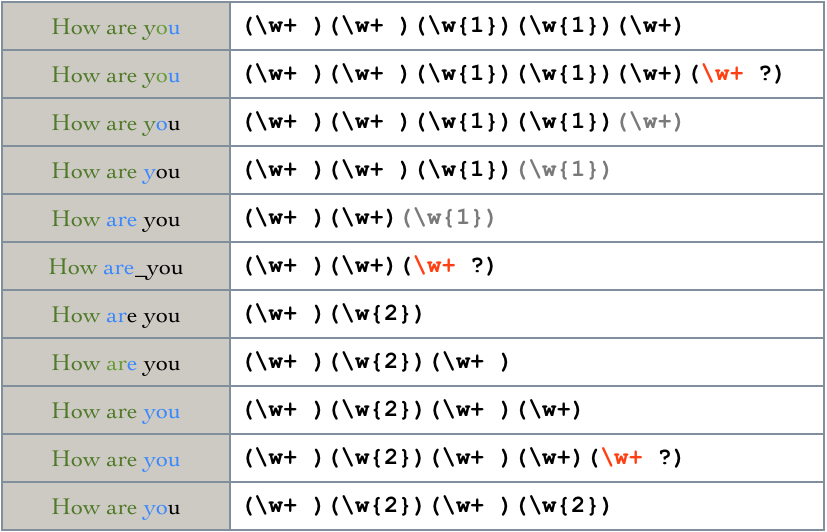 How are you (\w+ )(\w+ )(\w{1})(\w{1})(\w+)
How are you (\w+ )(\w+ )(\w{1})(\w{1})(\w+)(\w+ ?)
How are you (\w+ )(\w+ )(\w{1})(\w{1})(\w+)
How are you (\w+ )(\w+ )(\w{1})(\w{1})
How are you (\w+ )(\w+)(\w{1})
How are_you (\w+ )(\w+)(\w+ ?)
How are you (\w+ )(\w{2})
How are you (\w+ )(\w{2})(\w+ )
How are you (\w+ )(\w{2})(\w+ )(\w+)
How are you (\w+ )(\w{2})(\w+ )(\w+)(\w+ ?)
How are you (\w+ )(\w{2})(\w+ )(\w{2})